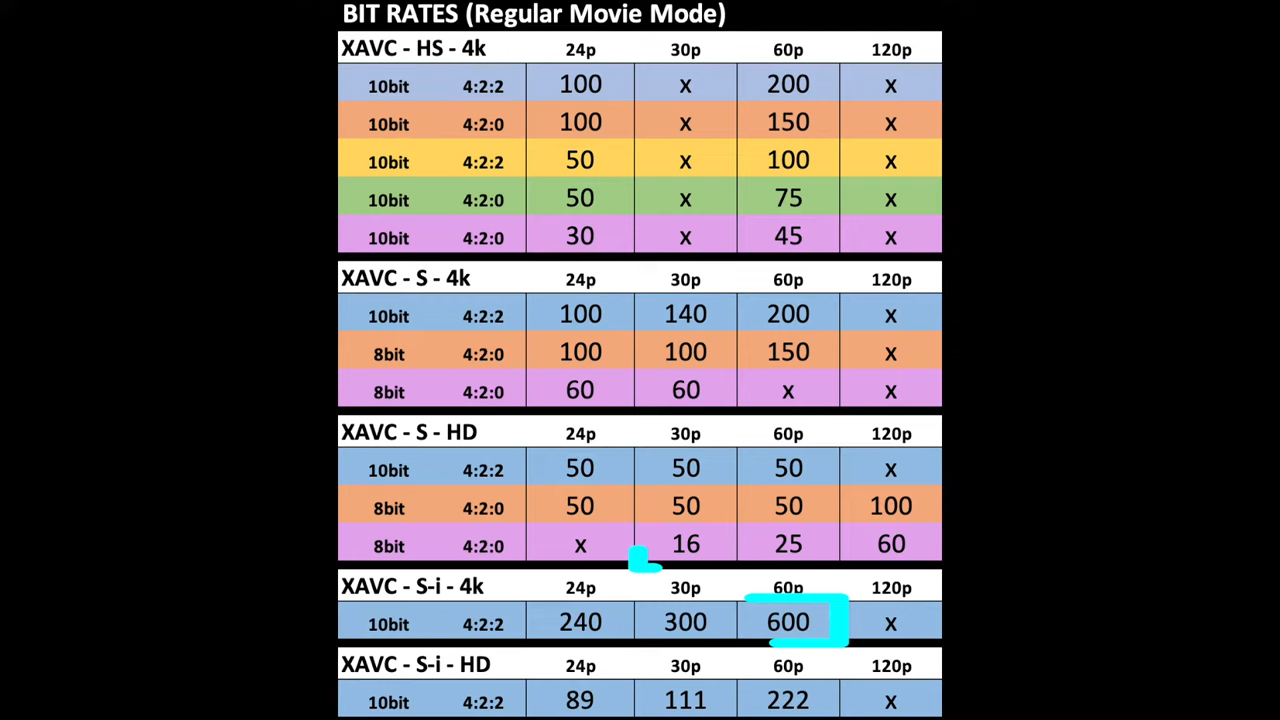 BIT RATES (Regular Movie Mode)
XAVC - HS - 4k 24p 30p 60p 120p
10bit 4:2:2 100 X 200 X
10bit 4:2:0 100 X 150 X
10bit 4:2:2 50 X 100 X
10bit 4:2:0 50 X 75 X
10bit 4:2:0 30 X 45 X
XAVC - S - 4k 24p 30p 60p 120p
10bit 4:2:2 100 140 200 X
8bit 4:2:0 100 100 150 X
8bit 4:2:0 60 60 X X
XAVC - S - HD 24p 30p 60p 120p
10bit 4:2:2 50 50 50 X
8bit 4:2:0 50 50 50 100
8bit 4:2:0 X 16 25 60
XAVC - S-i - 4k 24p 30p 60p 120p
10bit 4:2:2 240 300 600 X
XAVC - S-i - HD 24p 30p 60p 120p
10bit 4:2:2 89 111 222 X